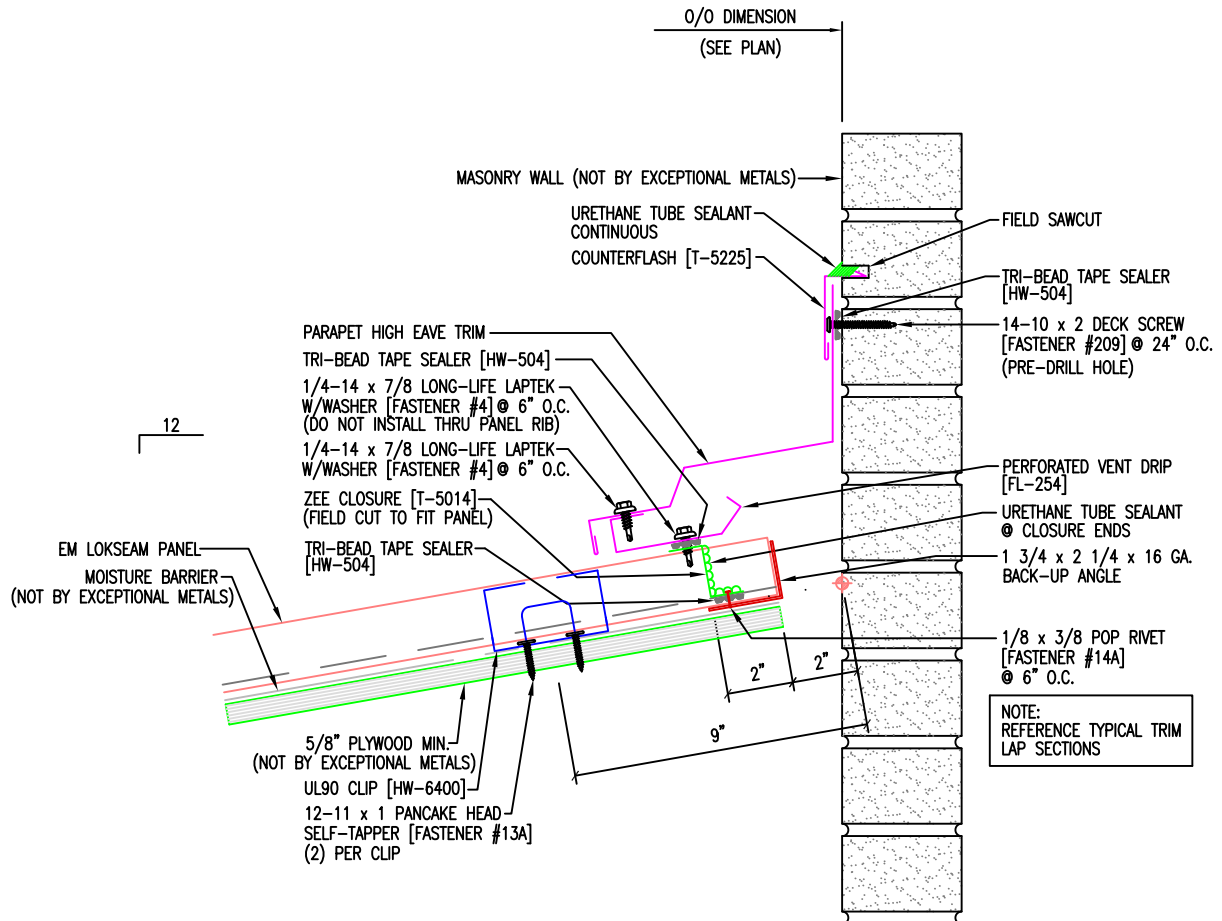 O/O DIMENSION
(SEE PLAN)
MASONRY WALL (NOT BY EXCEPTIONAL METALS)
URETHANE TUBE SEALANT
CONTINUOUS
COUNTERFLASH [T-5225]
FIELD SAWCUT
TRI-BEAD TAPE SEALER
[HW-504]
14-10 x 2 DECK SCREW
[FASTENER #209] @ 24" O.C.
(PRE-DRILL HOLE)
PARAPET HIGH EAVE TRIM
TRI-BEAD TAPE SEALER [HW-504]
1/4-14 x 7/8 LONG-LIFE LAPTEK
W/WASHER [FASTENER #4] @ 6" O.C.
(DO NOT INSTALL THRU PANEL RIB)
1/4-14 x 7/8 LONG-LIFE LAPTEK
W/WASHER [FASTENER #4] @ 6" O.C.
ZEE CLOSURE [T-5014]
(FIELD CUT TO FIT PANEL)
TRI-BEAD TAPE SEALER
[HW-504]
12
EM LOKSEAM PANEL
MOISTURE BARRIER
(NOT BY EXCEPTIONAL METALS)
PERFORATED VENT DRIP
[FL-254]
URETHANE TUBE SEALANT
@ CLOSURE ENDS
1 3/4 x 2 1/4 x 16 GA.
BACK-UP ANGLE
1/8 x 3/8 POP RIVET
[FASTENER #14A]
@ 6" O.C.
2"
2"
9"
NOTE:
REFERENCE TYPICAL TRIM
LAP SECTIONS
5/8" PLYWOOD MIN.
(NOT BY EXCEPTIONAL METALS)
UL90 CLIP [HW-6400]
12-11 x 1 PANCAKE HEAD
SELF-TAPPER [FASTENER #13A]
(2) PER CLIP